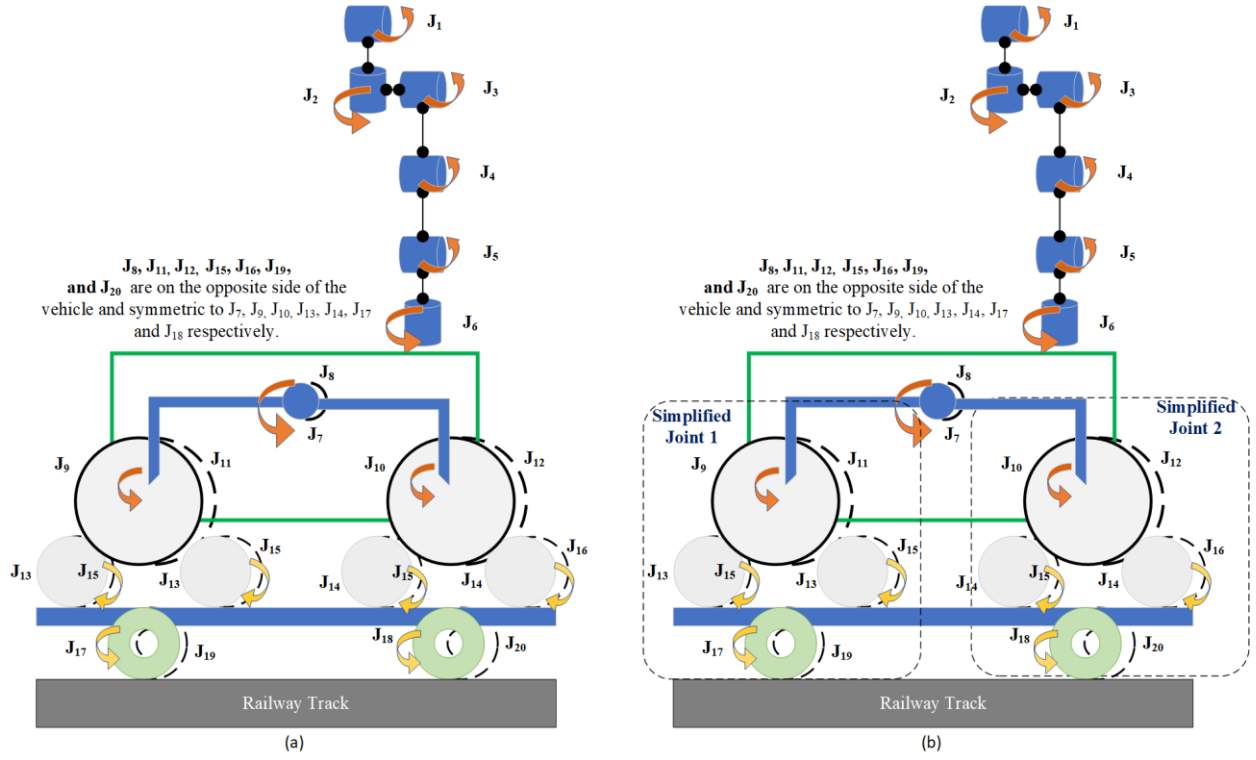 J1
J2
J3
J4
J5
J8, J11, J12, J15, J16, J19,
and J20 are on the opposite side of the
vehicle and symmetric to J7, J9, J10, J13, J14, J17
and J18 respectively.
J6
J8
J7
J9
J11
J10
J12
J13
J15
J13
J15
J14
J15
J14
J16
J17
J19
J18
J20
Railway Track
(a)
J1
J2
J3
J4
J5
J8, J11, J12, J15, J16, J19,
and J20 are on the opposite side of the
vehicle and symmetric to J7, J9, J10, J13, J14, J17
and J18 respectively.
J6
J8
J7
Simplified
Joint 1
Simplified
Joint 2
J9
J11
J10
J12
J13
J15
J13
J15
J14
J15
J14
J16
J17
J19
J18
J20
Railway Track
(b)